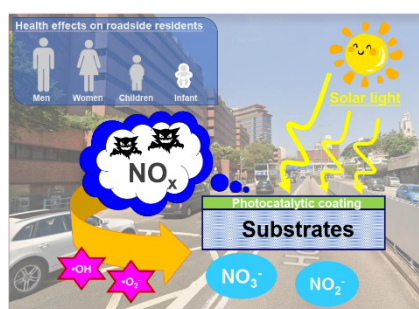 Health effects on roadside residents
Men Women Children Infant
Solar light
NOx
Photocatalytic coating
Substrates
•OH
•O2-
NO3-
NO2-